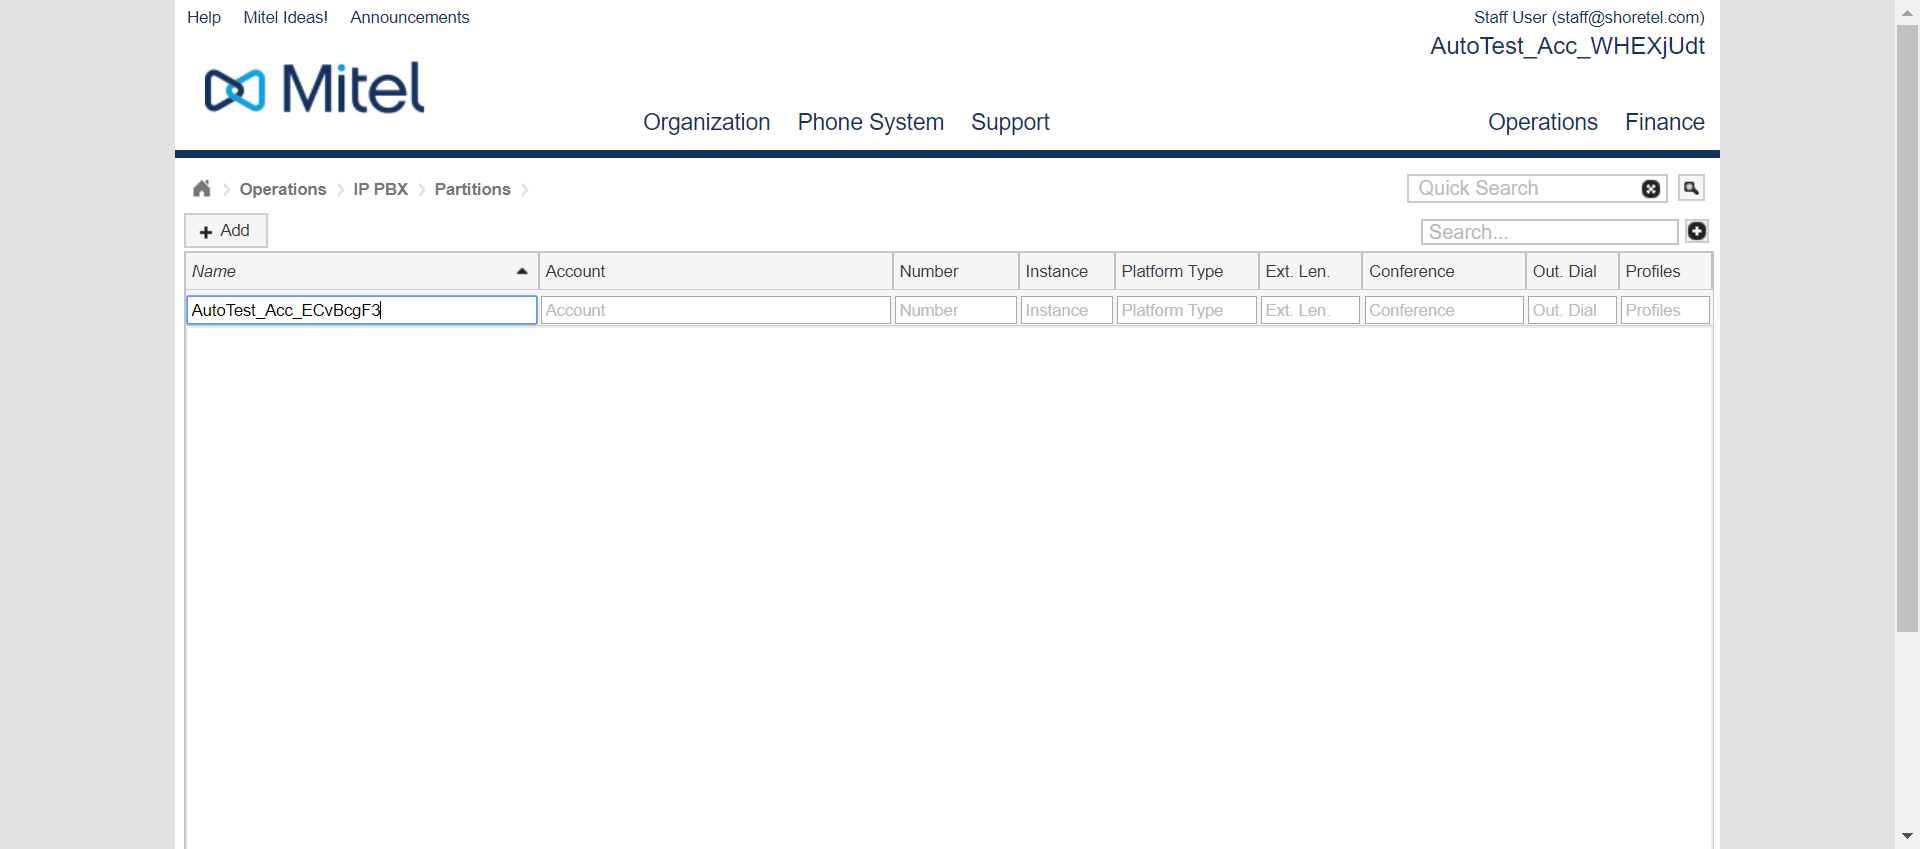 Help Mitel Ideas! Announcements
Staff User (staff@shoretel.com)
AutoTest_Acc_WHEXjUdt
Mitel
Organization Phone System Support Operations Finance
Operations IP PBX Partitions
Quick Search
Add
Search...
Name Account Number Instance Platform Type Ext. Len. Conference Out. Dial Profiles
AutoTest_Acc_ECvBcgF3 Account Number Instance Platform Type Ext. Len. Conference Out. Dial Profiles